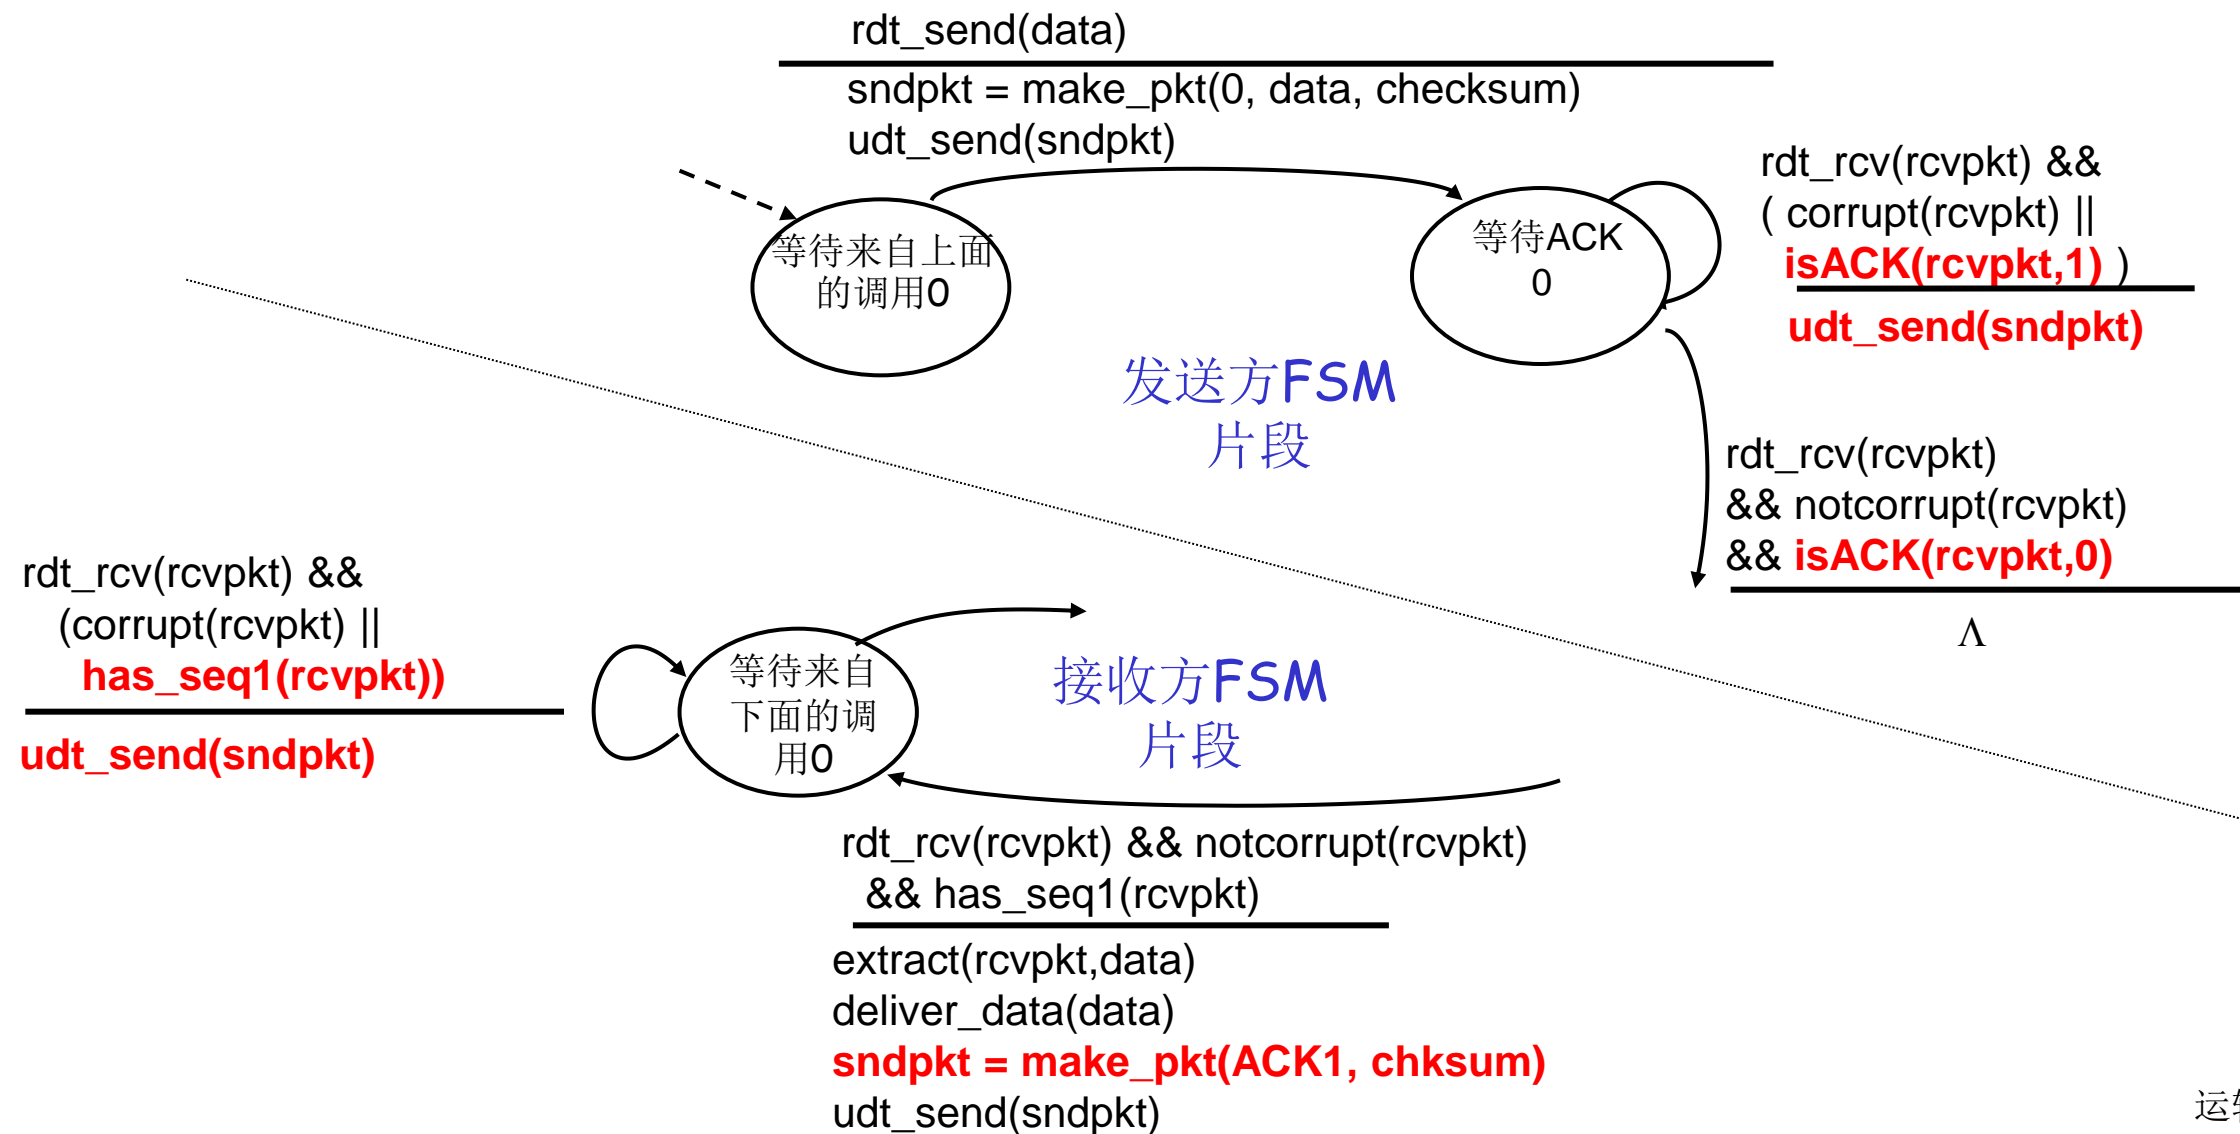 rdt_send(data)
sndpkt = make_pkt(0, data, checksum)
udt_send(sndpkt)
等待来自上面
的调用0
等待ACK
0
rdt_rcv(rcvpkt) &&
( corrupt(rcvpkt) ||
isACK(rcvpkt,1) )
udt_send(sndpkt)
发送方FSM
片段
rdt_rcv(rcvpkt)
&& notcorrupt(rcvpkt)
&& isACK(rcvpkt,0)
Λ
rdt_rcv(rcvpkt) &&
(corrupt(rcvpkt) ||
has_seq1(rcvpkt))
udt_send(sndpkt)
等待来自
下面的调
用0
接收方FSM
片段
rdt_rcv(rcvpkt) && notcorrupt(rcvpkt)
&& has_seq1(rcvpkt)
extract(rcvpkt,data)
deliver_data(data)
sndpkt = make_pkt(ACK1, chksum)
udt_send(sndpkt)
运